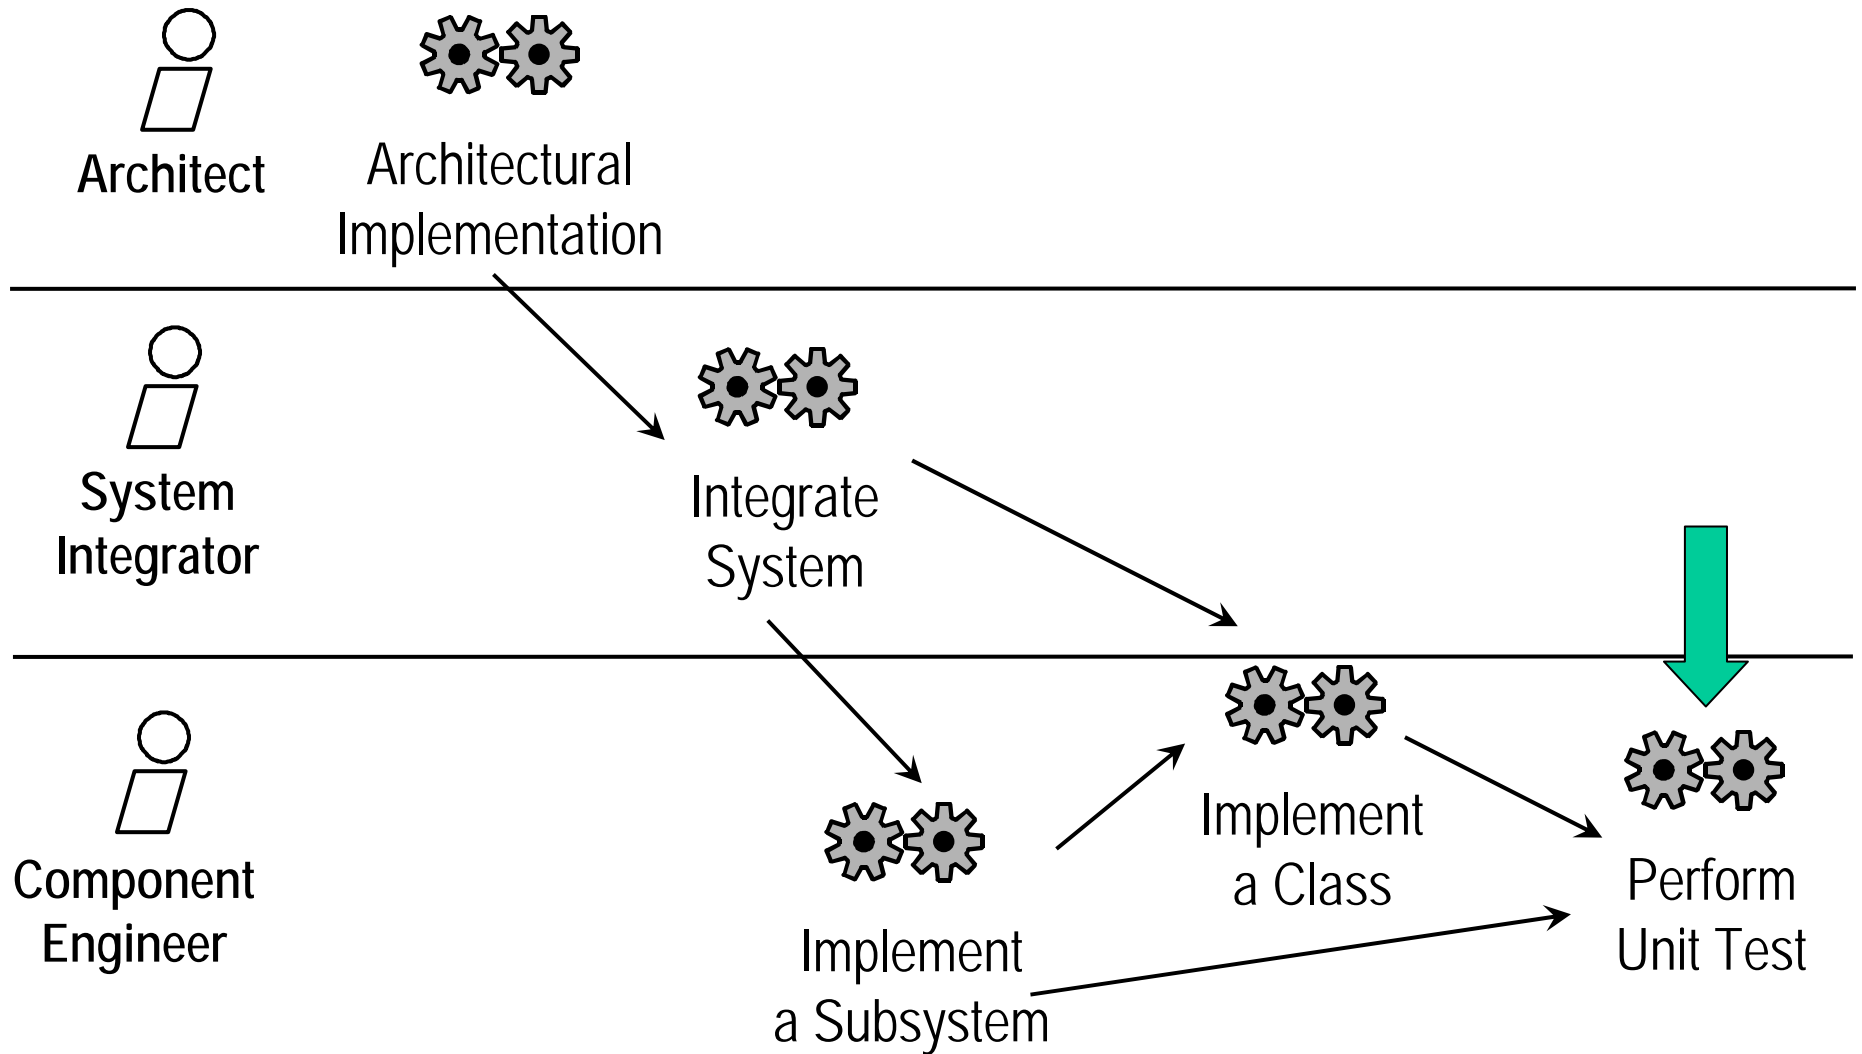 Architect
Architectural
Implementation
System
Integrator
Integrate
System
Component
Engineer
Implement
a Subsystem
Implement
a Class
Perform
Unit Test